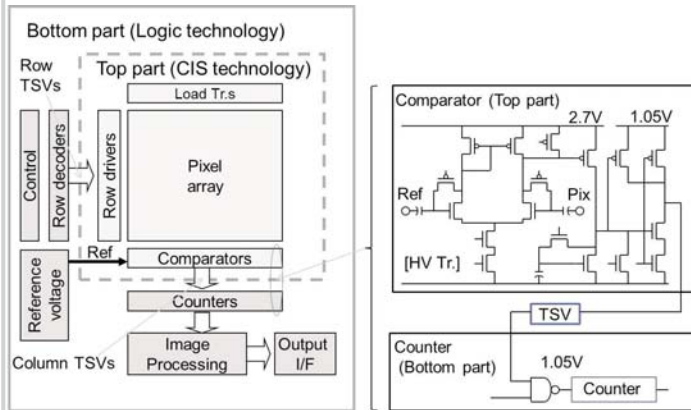 Bottom part (Logic technology)
Row
TSVs
Top part (CIS technology)
Load Tr.s
Control
Row decoders
Row drivers
Pixel
array
Ref
Comparators
Reference
voltage
Counters
Column TSVs
Image
Processing
Output
I/F
Comparator (Top part)
2.7V
1.05V
Ref
Pix
[HV Tr.]
TSV
Counter
(Bottom part)
1.05V
Counter